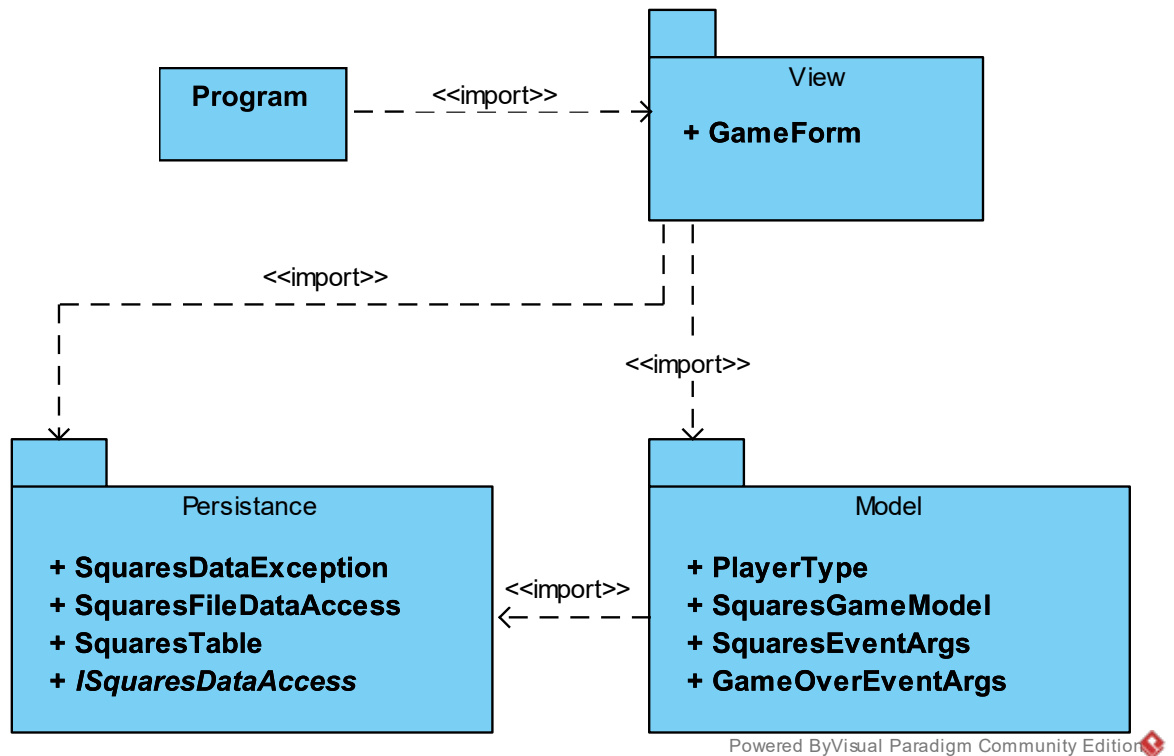 View
Program
<<import>>
+ GameForm
<<import>>
<<import>>
Persistance
Model
+ SquaresDataException
+ SquaresFileDataAccess
+ SquaresTable
+ ISquaresDataAccess
<<import>>
+ PlayerType
+ SquaresGameModel
+ SquaresEventArgs
+ GameOverEventArgs
Powered ByVisual Paradigm Community Edition